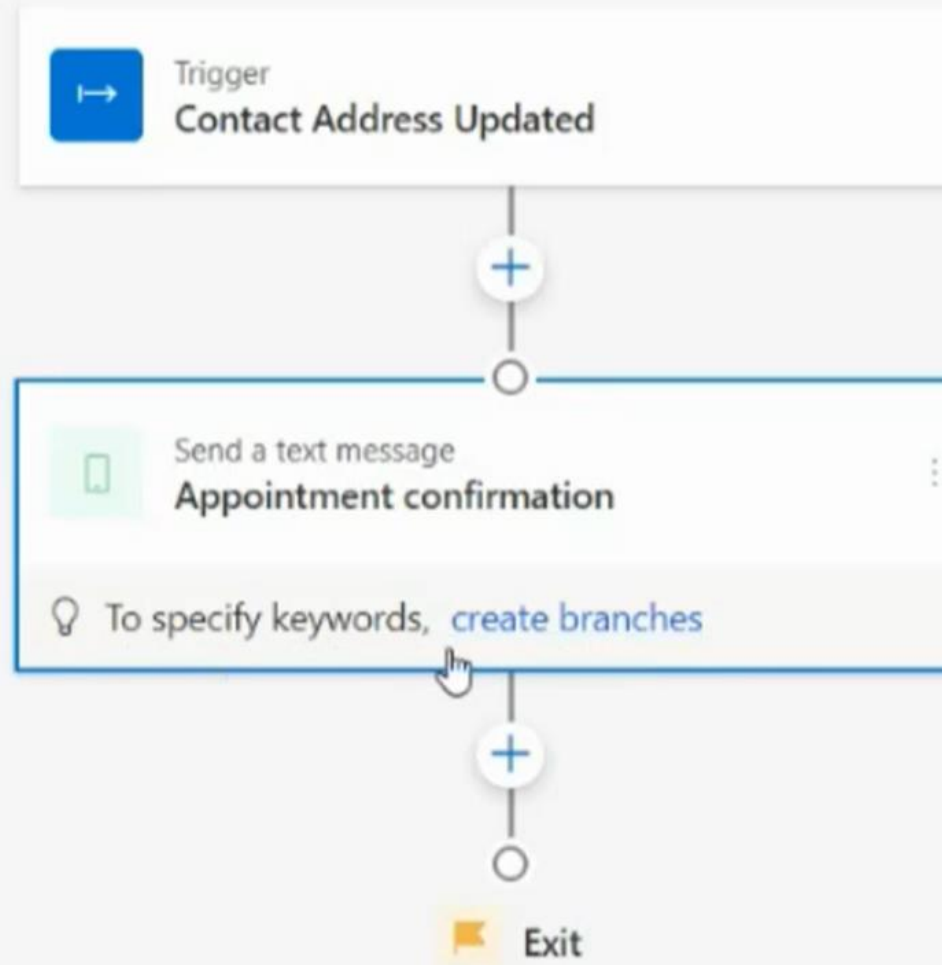 Trigger
Contact Address Updated
Send a text message
Appointment confirmation
To specify keywords, create branches
Exit